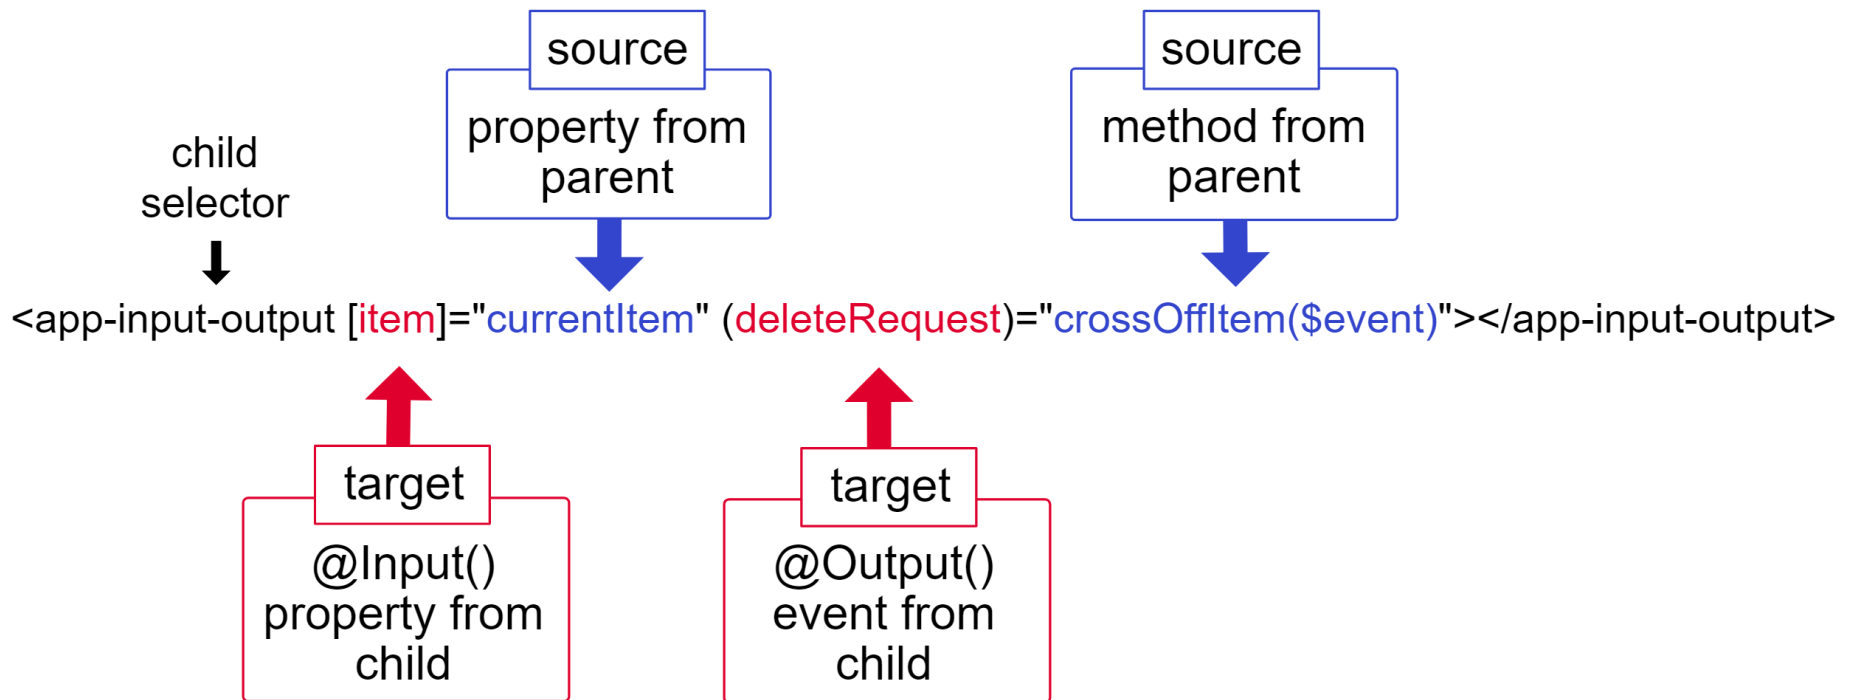 source
property from
parent
source
method from
parent
child
selector
<app-input-output [item]="currentItem" (deleteRequest)="crossOffItem($event)"></app-input-output>
target
@Input()
property from
child
target
@Output()
event from
child